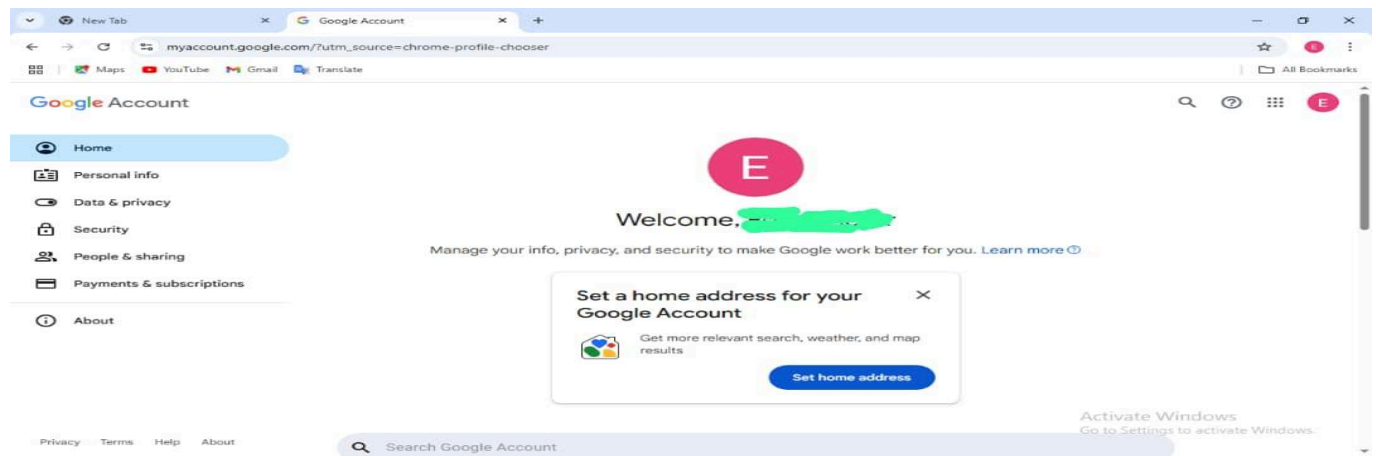 New Tab
Google Account
myaccount.google.com/?utm_source=chrome-profile-chooser
E
Maps YouTube Gmail Translate
All Bookmarks
Google Account
E
Home
Personal info
Data & privacy
Security
People & sharing
Payments & subscriptions
About
E
Welcome,
Manage your info, privacy, and security to make Google work better for you. Learn more
Set a home address for your
Google Account
Get more relevant search, weather, and map
results
Set home address
Activate Windows
Go to Settings to activate Windows.
Privacy Terms Help About
Search Google Account